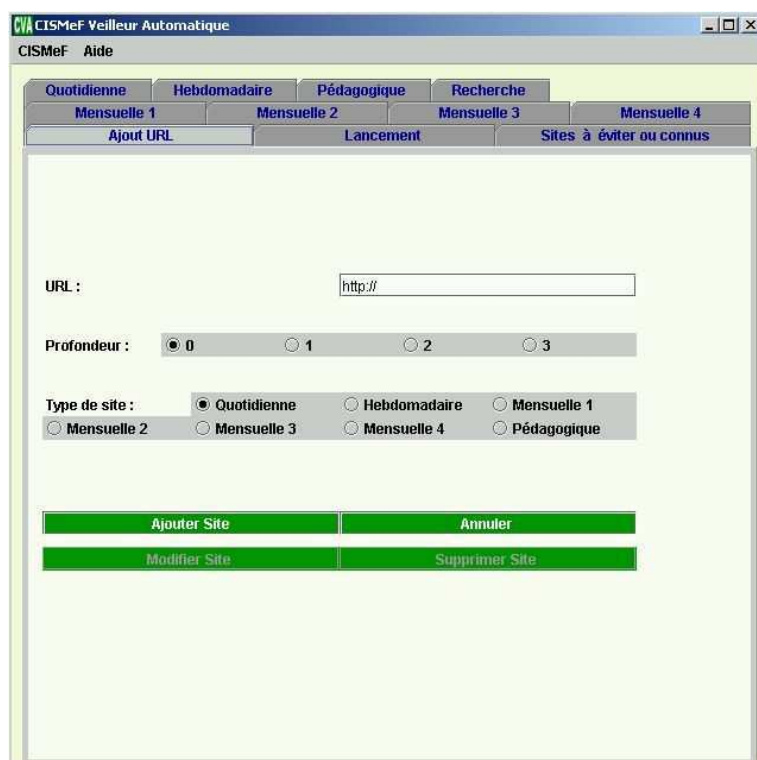 CVA CISMeF Veilleur Automatique
CISMeF Aide
Quotidienne Hebdomadaire Pédagogique Recherche
Mensuelle 1 Mensuelle 2 Mensuelle 3 Mensuelle 4
Ajout URL Lancement Sites à éviter ou connus
URL : http://
Profondeur : 0 1 2 3
Type de site : Quotidienne Hebdomadaire Mensuelle 1
Mensuelle 2 Mensuelle 3 Mensuelle 4 Pédagogique
Ajouter Site Annuler
Modifier Site Supprimer Site